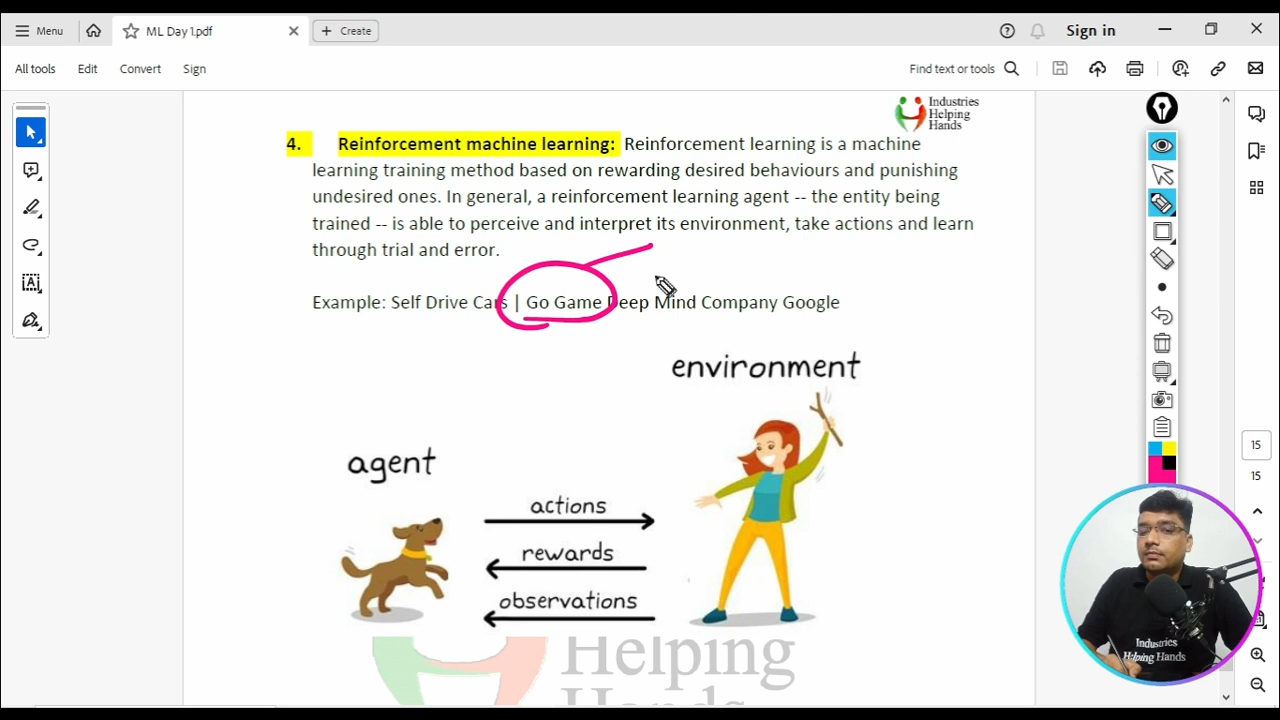 Menu
ML Day 1.pdf
Create
Sign in
All tools
Edit
Convert
Sign
Find text or tools
Industries
Helping
Hands
4. Reinforcement machine learning: Reinforcement learning is a machine
learning training method based on rewarding desired behaviours and punishing
undesired ones. In general, a reinforcement learning agent -- the entity being
trained -- is able to perceive and interpret its environment, take actions and learn
through trial and error.
Example: Self Drive Cars | Go Game Deep Mind Company Google
environment
agent
actions
rewards
observations
15
15
Helping
Hands
Industries
Helping Hands